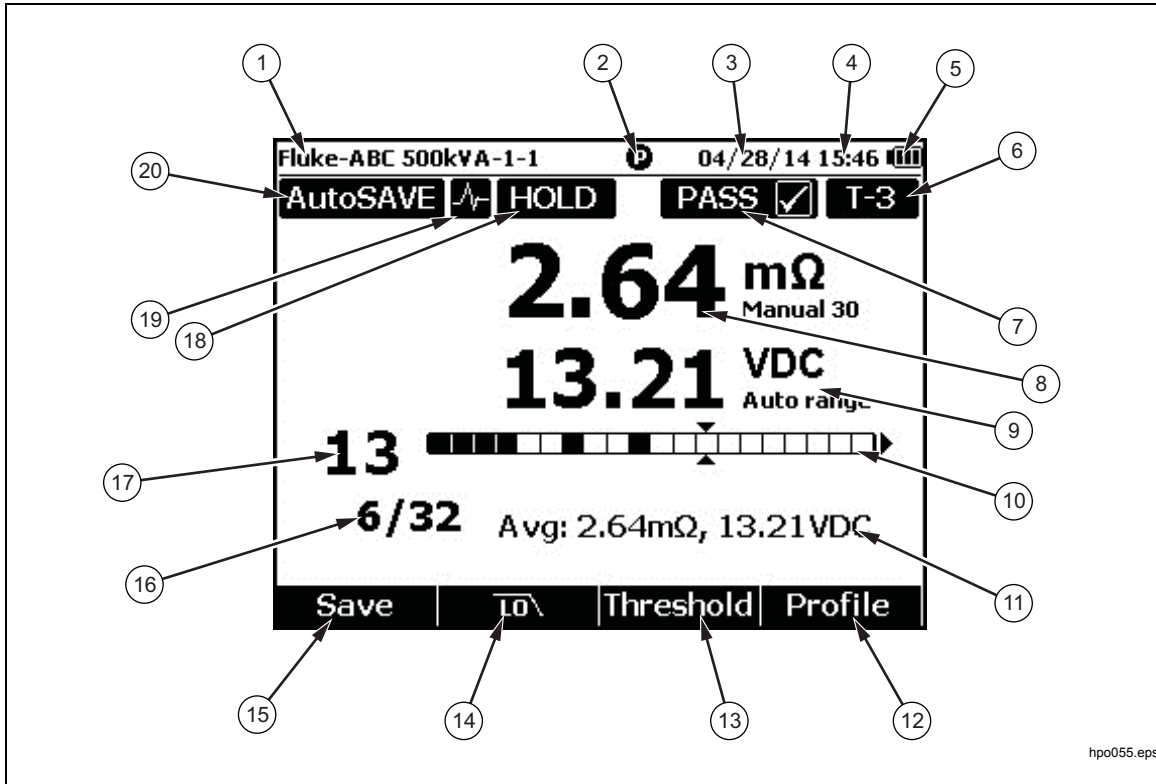 1 2 3 4 5
Fluke-ABC 500kVA-1-1 P 04/28/14 15:46
20 AutoSAVE HOLD PASS T-3 6
2.64 mΩ
Manual 30
19 18 7
13.21 VDC
Auto range
8
9
13
17 10
6/32 Avg: 2.64mΩ, 13.21VDC
16 11
Save LO Threshold Profile
15 14 13 12
hpo055.eps